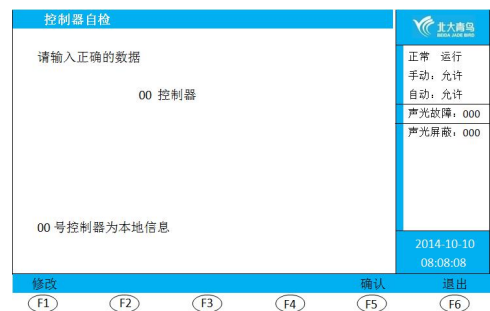 控制器自检
北大青鸟
BEIDA JADE BIRD
请输入正确的数据
正常 运行
手动：允许
00 控制器
自动：允许
声光故障：000
声光屏蔽：000
00 号控制器为本地信息
2014-10-10
08:08:08
修改 确认 退出
F1 F2 F3 F4 F5 F6